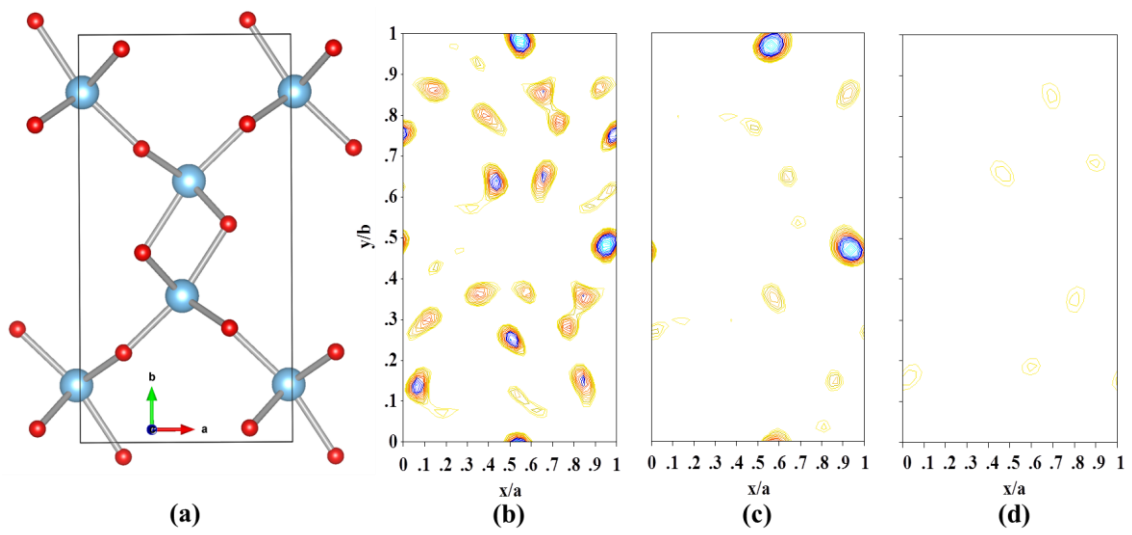 b
a
(a)
y/b
1
.9
.8
.7
.6
.5
.4
.3
.2
.1
0
0 .1 .2 .3 .4 .5 .6 .7 .8 .9 1
x/a
(b)
0 .1 .2 .3 .4 .5 .6 .7 .8 .9 1
x/a
(c)
0 .1 .2 .3 .4 .5 .6 .7 .8 .9 1
x/a
(d)